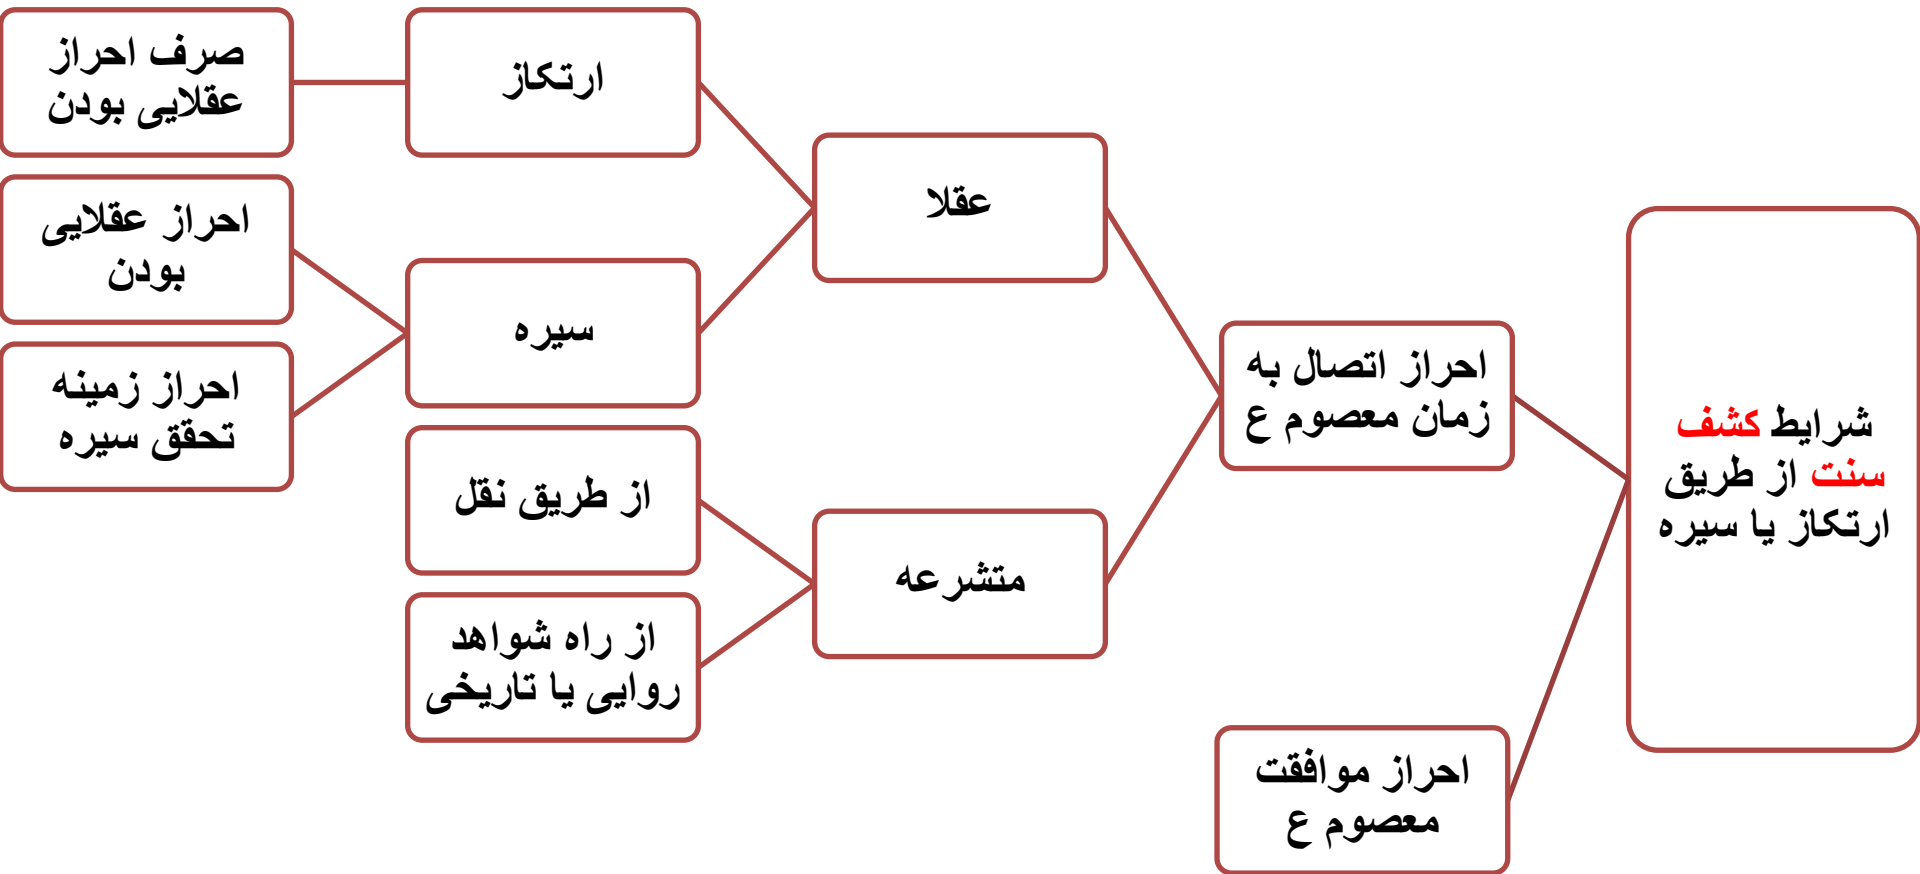 شرایط کشف
سنت از طریق
ارتکاز یا سیره
احراز اتصال به
زمان معصوم ع
عقلا
ارتکاز
صرف احراز
عقلایی بودن
سیره
احراز عقلایی
بودن
احراز زمینه
تحقق سیره
متشرعه
از طریق نقل
از راه شواهد
روایی یا تاریخی
احراز موافقت
معصوم ع